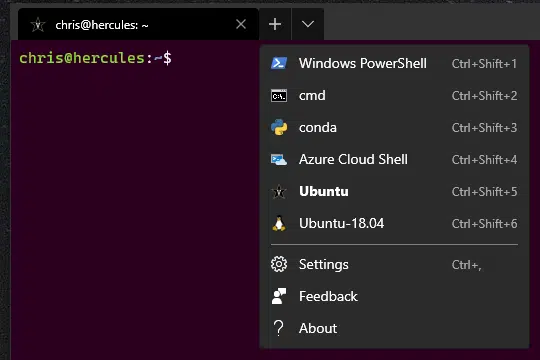 chris@hercules: ~
chris@hercules:~$
Windows PowerShell Ctrl+Shift+1
cmd Ctrl+Shift+2
conda Ctrl+Shift+3
Azure Cloud Shell Ctrl+Shift+4
Ubuntu Ctrl+Shift+5
Ubuntu-18.04 Ctrl+Shift+6
Settings Ctrl+,
Feedback
About